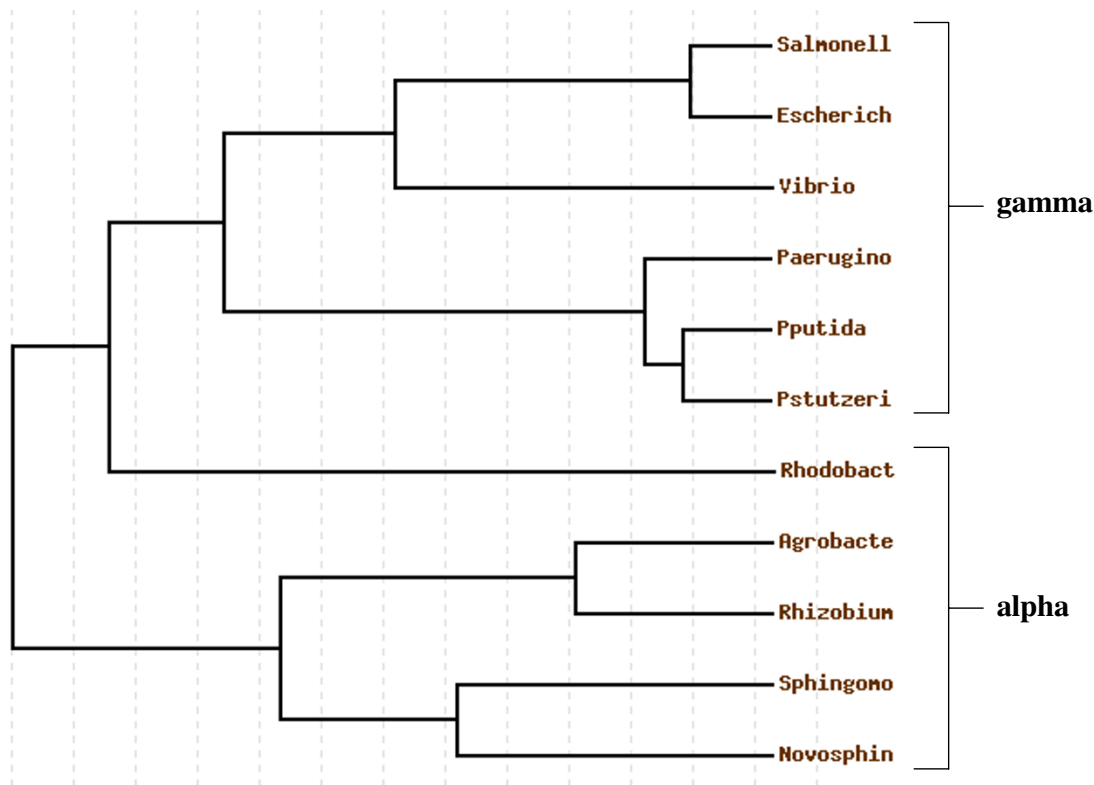 Salmonell
Escherich
Vibrio
gamma
Paerugino
Pputida
Pstutzeri
Rhodobact
Agrobacte
Rhizobium
alpha
Sphingomo
Novosphin